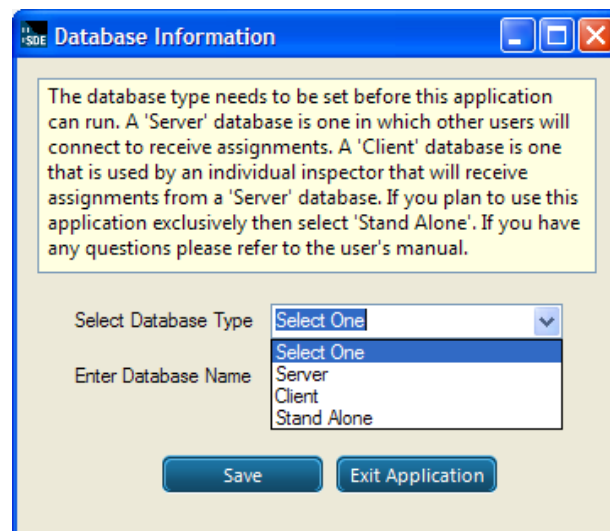 SDE Database Information
The database type needs to be set before this application
can run. A 'Server' database is one in which other users will
connect to receive assignments. A 'Client' database is one
that is used by an individual inspector that will receive
assignments from a 'Server' database. If you plan to use this
application exclusively then select 'Stand Alone'. If you have
any questions please refer to the user's manual.
Select Database Type Select One
Select One
Enter Database Name Server
Client
Stand Alone
Save Exit Application